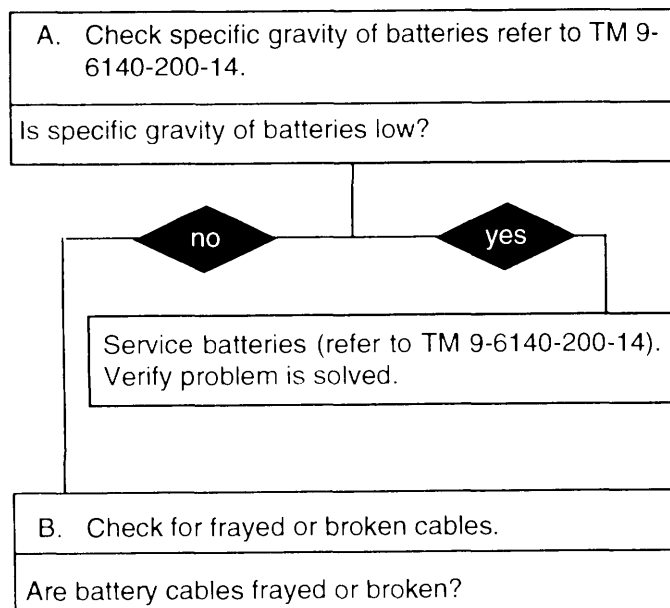 A. Check specific gravity of batteries refer to TM 9-
6140-200-14.
Is specific gravity of batteries low?
no
yes
Service batteries (refer to TM 9-6140-200-14).
Verify problem is solved.
B. Check for frayed or broken cables.
Are battery cables frayed or broken?